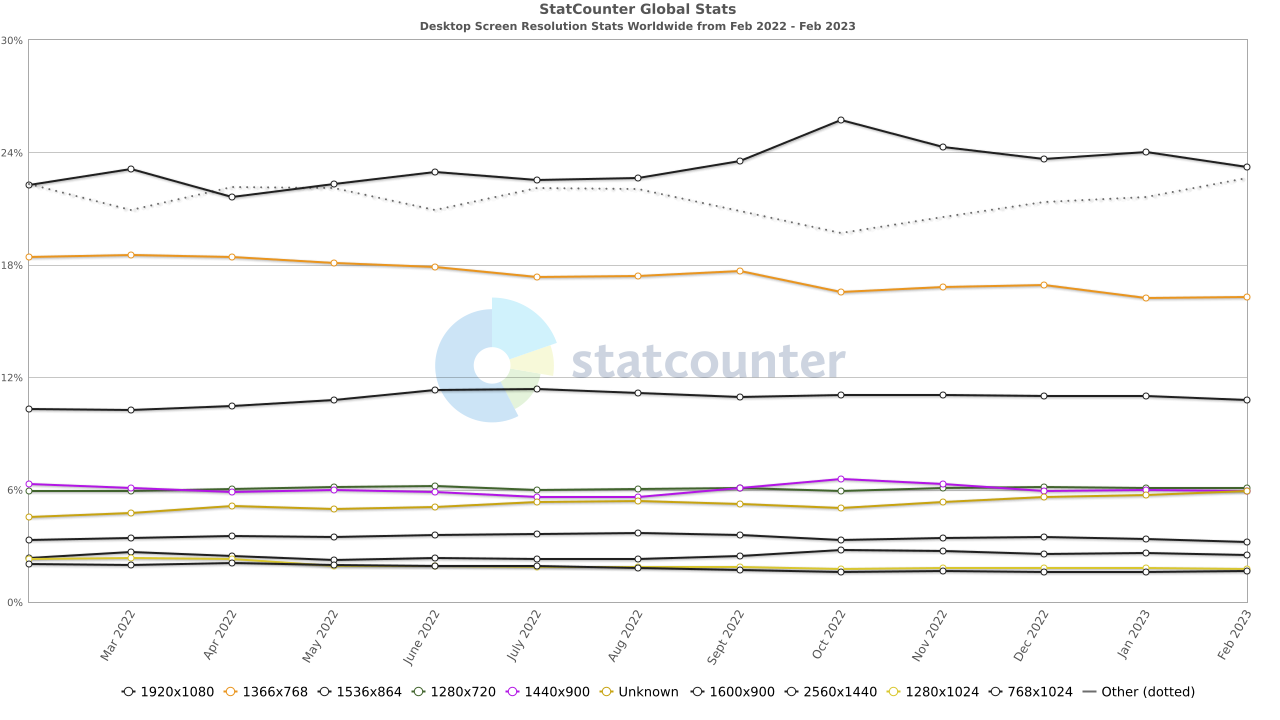 StatCounter Global Stats
Desktop Screen Resolution Stats Worldwide from Feb 2022 - Feb 2023
30%
24%
18%
12%
6%
0%
statcounter
Mar 2022
Apr 2022
May 2022
June 2022
July 2022
Aug 2022
Sept 2022
Oct 2022
Nov 2022
Dec 2022
Jan 2023
Feb 2023
1920x1080 1366x768 1536x864 1280x720 1440x900 Unknown 1600x900 2560x1440 1280x1024 768x1024 Other (dotted)